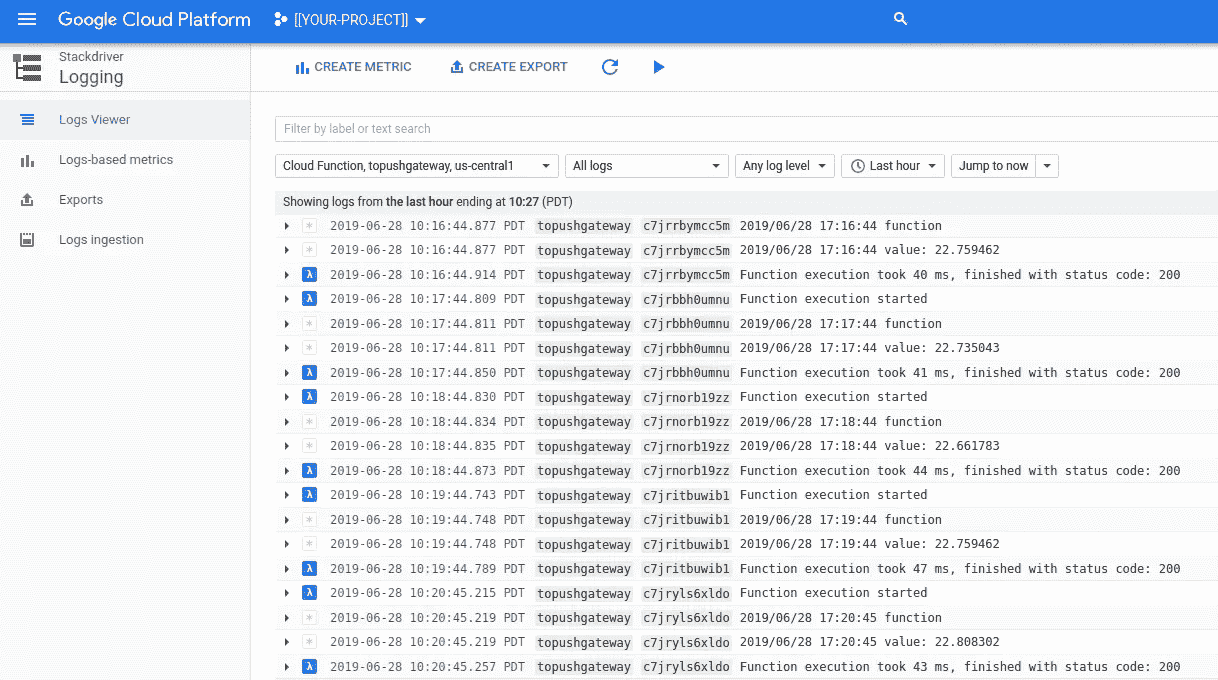 Google Cloud Platform [[YOUR-PROJECT]]
Stackdriver
Logging
CREATE METRIC CREATE EXPORT
Logs Viewer
Logs-based metrics
Exports
Logs ingestion
Filter by label or text search
Cloud Function, topushgateway, us-central1 All logs Any log level Last hour Jump to now
Showing logs from the last hour ending at 10:27 (PDT)
* 2019-06-28 10:16:44.877 PDT topushgateway c7jrrbymcc5m 2019/06/28 17:16:44 function
* 2019-06-28 10:16:44.877 PDT topushgateway c7jrrbymcc5m 2019/06/28 17:16:44 value: 22.759462
λ 2019-06-28 10:16:44.914 PDT topushgateway c7jrrbymcc5m Function execution took 40 ms, finished with status code: 200
λ 2019-06-28 10:17:44.809 PDT topushgateway c7jrbbh0umnu Function execution started
* 2019-06-28 10:17:44.811 PDT topushgateway c7jrbbh0umnu 2019/06/28 17:17:44 function
* 2019-06-28 10:17:44.811 PDT topushgateway c7jrbbh0umnu 2019/06/28 17:17:44 value: 22.735043
λ 2019-06-28 10:17:44.850 PDT topushgateway c7jrbbh0umnu Function execution took 41 ms, finished with status code: 200
λ 2019-06-28 10:18:44.830 PDT topushgateway c7jrnorb19zz Function execution started
* 2019-06-28 10:18:44.834 PDT topushgateway c7jrnorb19zz 2019/06/28 17:18:44 function
* 2019-06-28 10:18:44.835 PDT topushgateway c7jrnorb19zz 2019/06/28 17:18:44 value: 22.661783
λ 2019-06-28 10:18:44.873 PDT topushgateway c7jrnorb19zz Function execution took 44 ms, finished with status code: 200
λ 2019-06-28 10:19:44.743 PDT topushgateway c7jritbuwib1 Function execution started
* 2019-06-28 10:19:44.748 PDT topushgateway c7jritbuwib1 2019/06/28 17:19:44 function
* 2019-06-28 10:19:44.748 PDT topushgateway c7jritbuwib1 2019/06/28 17:19:44 value: 22.759462
λ 2019-06-28 10:19:44.789 PDT topushgateway c7jritbuwib1 Function execution took 47 ms, finished with status code: 200
λ 2019-06-28 10:20:45.215 PDT topushgateway c7jryls6xldo Function execution started
* 2019-06-28 10:20:45.219 PDT topushgateway c7jryls6xldo 2019/06/28 17:20:45 function
* 2019-06-28 10:20:45.219 PDT topushgateway c7jryls6xldo 2019/06/28 17:20:45 value: 22.808302
λ 2019-06-28 10:20:45.257 PDT topushgateway c7jryls6xldo Function execution took 43 ms, finished with status code: 200